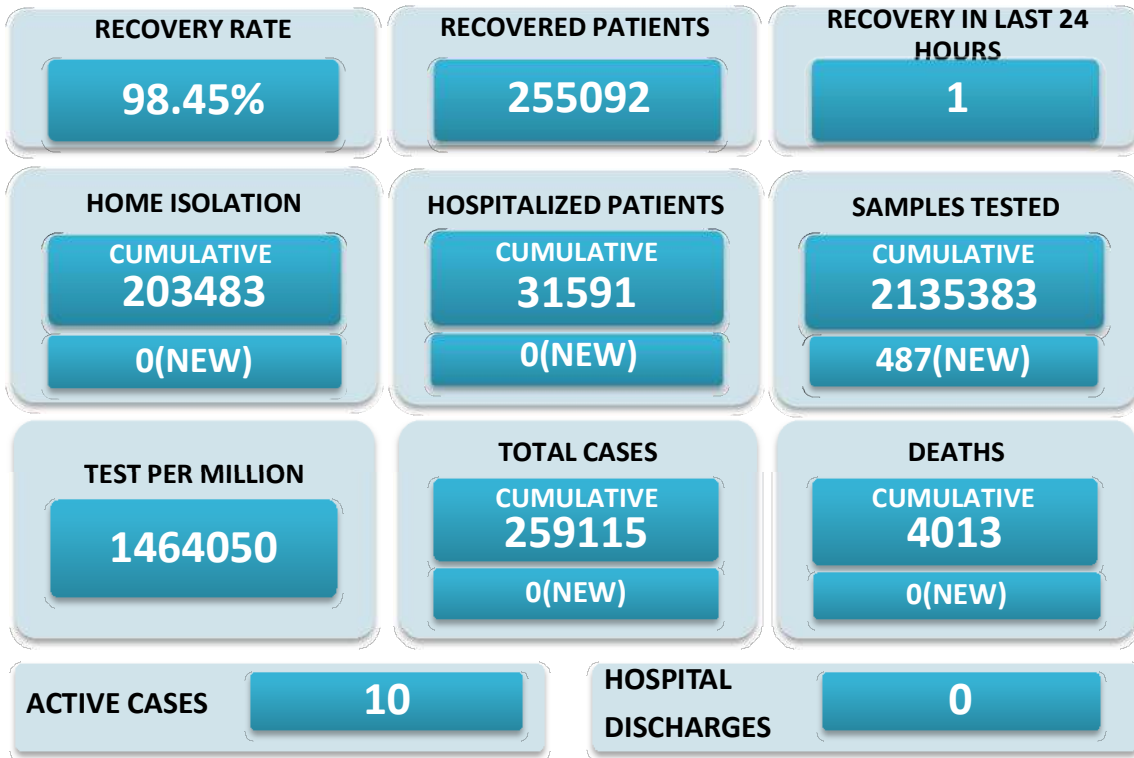 RECOVERY RATE
98.45%
RECOVERED PATIENTS
255092
RECOVERY IN LAST 24
HOURS
1
HOME ISOLATION
CUMULATIVE
203483
0(NEW)
HOSPITALIZED PATIENTS
CUMULATIVE
31591
0(NEW)
SAMPLES TESTED
CUMULATIVE
2135383
487(NEW)
TEST PER MILLION
1464050
TOTAL CASES
CUMULATIVE
259115
0(NEW)
DEATHS
CUMULATIVE
4013
0(NEW)
ACTIVE CASES
10
HOSPITAL
DISCHARGES
0